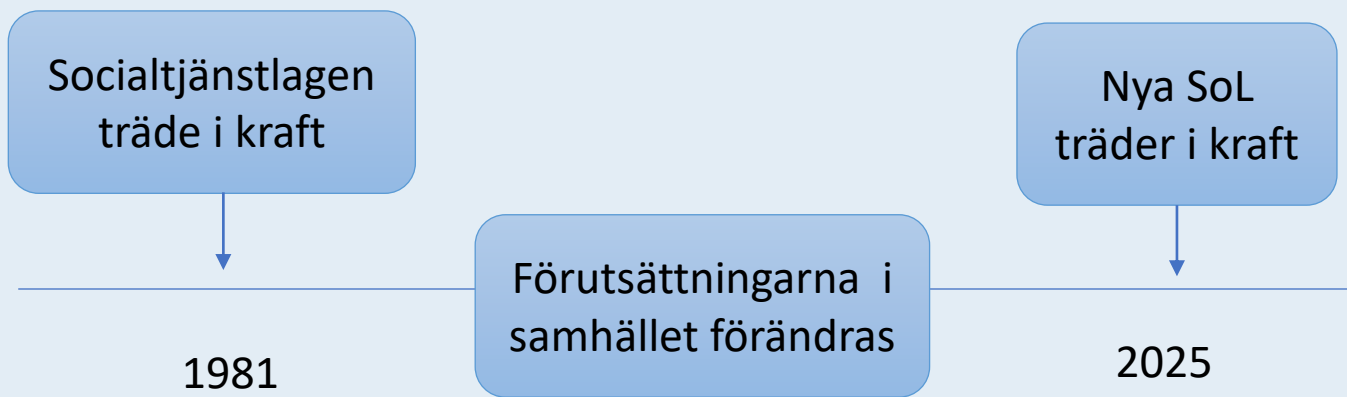 Socialtjänstlagen
träde i kraft
Nya SoL
träder i kraft
Förutsättningarna i
samhället förändras
1981
2025